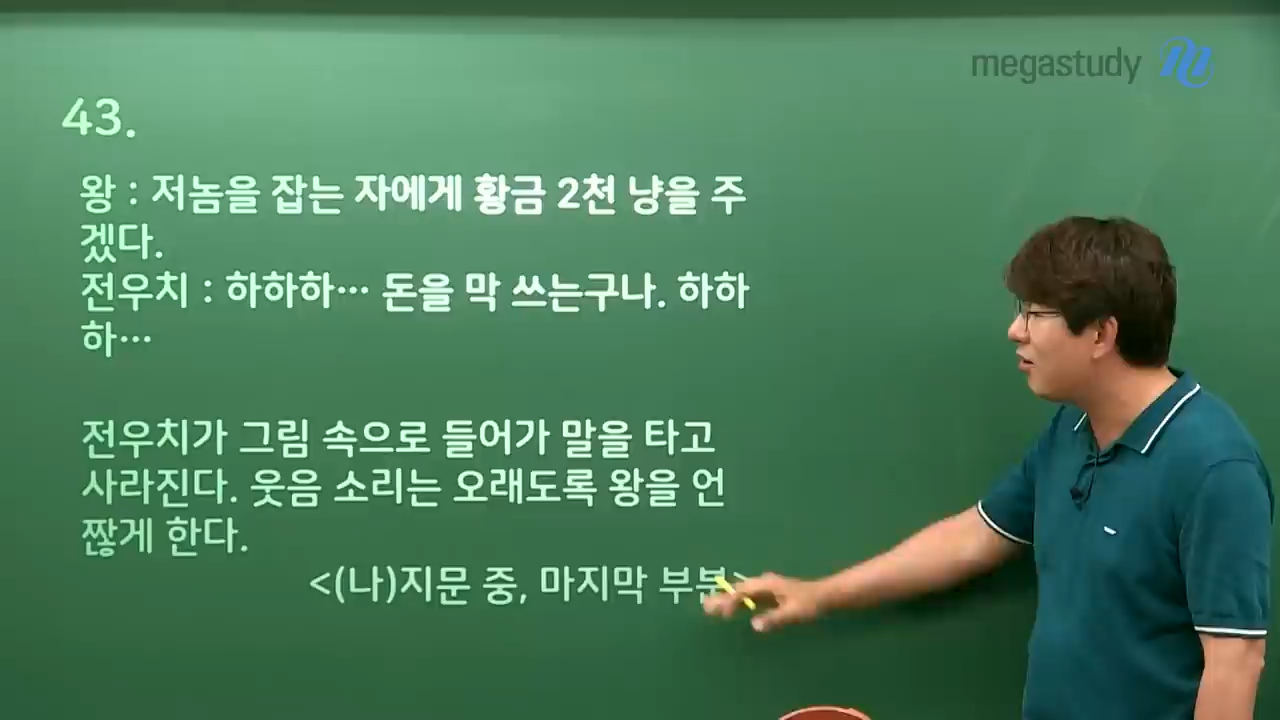 megastudy
43.
왕 : 저놈을 잡는 자에게 황금 2천 냥을 주
겠다.
전우치 : 하하하… 돈을 막 쓰는구나. 하하
하…
전우치가 그림 속으로 들어가 말을 타고
사라진다. 웃음 소리는 오래도록 왕을 언
짢게 한다.
<(나)지문 중, 마지막 부분>